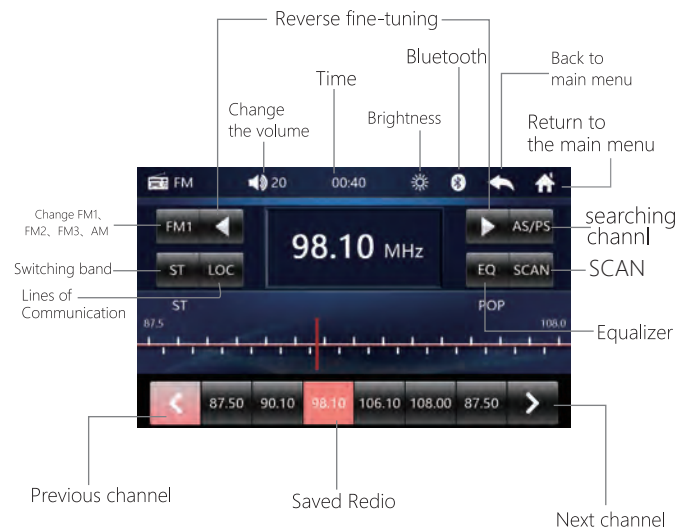 Reverse fine-tuning
Bluetooth
Back to
main menu
Time
Change
the volume
Brightness
Return to
the main menu
FM 20 00:40
Change FM1、
FM2、FM3、AM
FM1
98.10 MHz
AS/PS
searching
channl
Switching band
ST LOC
EQ SCAN
SCAN
Lines of
Communication
ST
POP
Equalizer
87.5
108.0
87.50 90.10 98.10 106.10 108.00 87.50
Previous channel
Saved Redio
Next channel